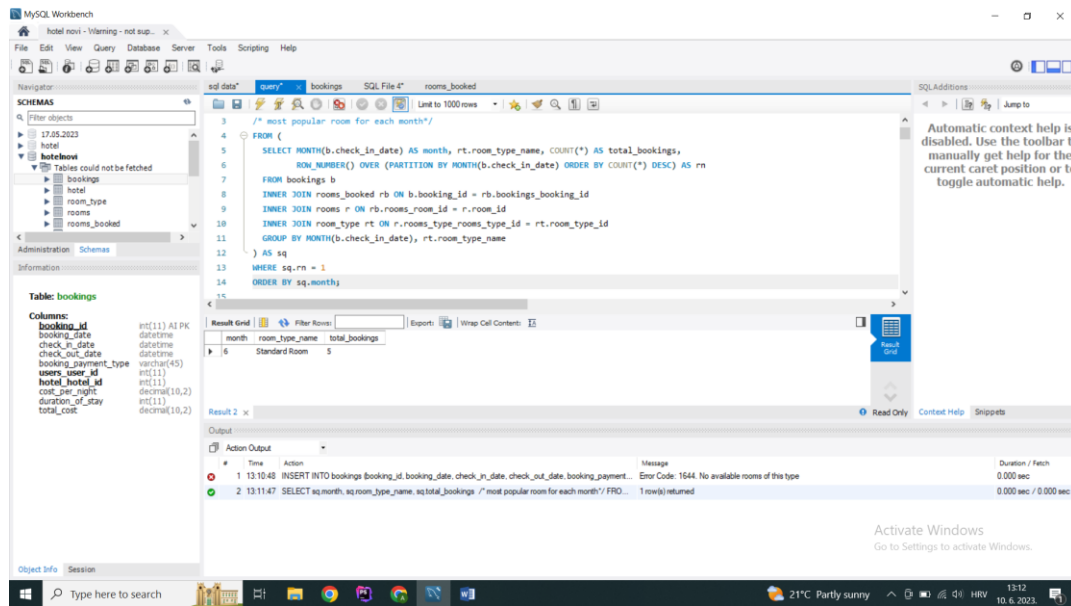 MySQL Workbench
hotel novi - Warning - not sup...
File Edit View Query Database Server Tools Scripting Help
Navigator
SCHEMAS
Filter objects
17.05.2023
hotel
hotelnovi
Tables could not be fetched
bookings
hotel
room_type
rooms
rooms_booked
Administration Schemas
Information
Table: bookings
Columns:
booking_id int(11) AI PK
booking_date datetime
check_in_date datetime
check_out_date datetime
booking_payment_type varchar(45)
users_user_id int(11)
hotel_hotel_id int(11)
cost_per_night decimal(10,2)
duration_of_stay int(11)
total_cost decimal(10,2)
Object Info Session
sql data* query* bookings SQL File 4* rooms_booked
Limit to 1000 rows
3 /* most popular room for each month*/
4 FROM (
5 SELECT MONTH(b.check_in_date) AS month, rt.room_type_name, COUNT(*) AS total_bookings,
6 ROW_NUMBER() OVER (PARTITION BY MONTH(b.check_in_date) ORDER BY COUNT(*) DESC) AS rn
7 FROM bookings b
8 INNER JOIN rooms_booked rb ON b.booking_id = rb.bookings_booking_id
9 INNER JOIN rooms r ON rb.rooms_room_id = r.room_id
10 INNER JOIN room_type rt ON r.rooms_type_rooms_type_id = rt.room_type_id
11 GROUP BY MONTH(b.check_in_date), rt.room_type_name
12 ) AS sq
13 WHERE sq.rn = 1
14 ORDER BY sq.month;
15
Result Grid Filter Rows: Export: Wrap Cell Content:
month room_type_name total_bookings
6 Standard Room 5
Result Grid
Result 2 Read Only
Output
Action Output
# Time Action Message Duration / Fetch
1 13:10:48 INSERT INTO bookings (booking_id, booking_date, check_in_date, check_out_date, booking_payment... Error Code: 1644. No available rooms of this type 0.000 sec
2 13:11:47 SELECT sq.month, sq.room_type_name, sq.total_bookings /* most popular room for each month*/ FRO... 1 row(s) returned 0.000 sec / 0.000 sec
SQLAdditions
Jump to
Automatic context help is
disabled. Use the toolbar t
manually get help for the
current caret position or to
toggle automatic help.
Context Help Snippets
Activate Windows
Go to Settings to activate Windows.
Type here to search
21°C Partly sunny
HRV
13:12
10. 6. 2023.